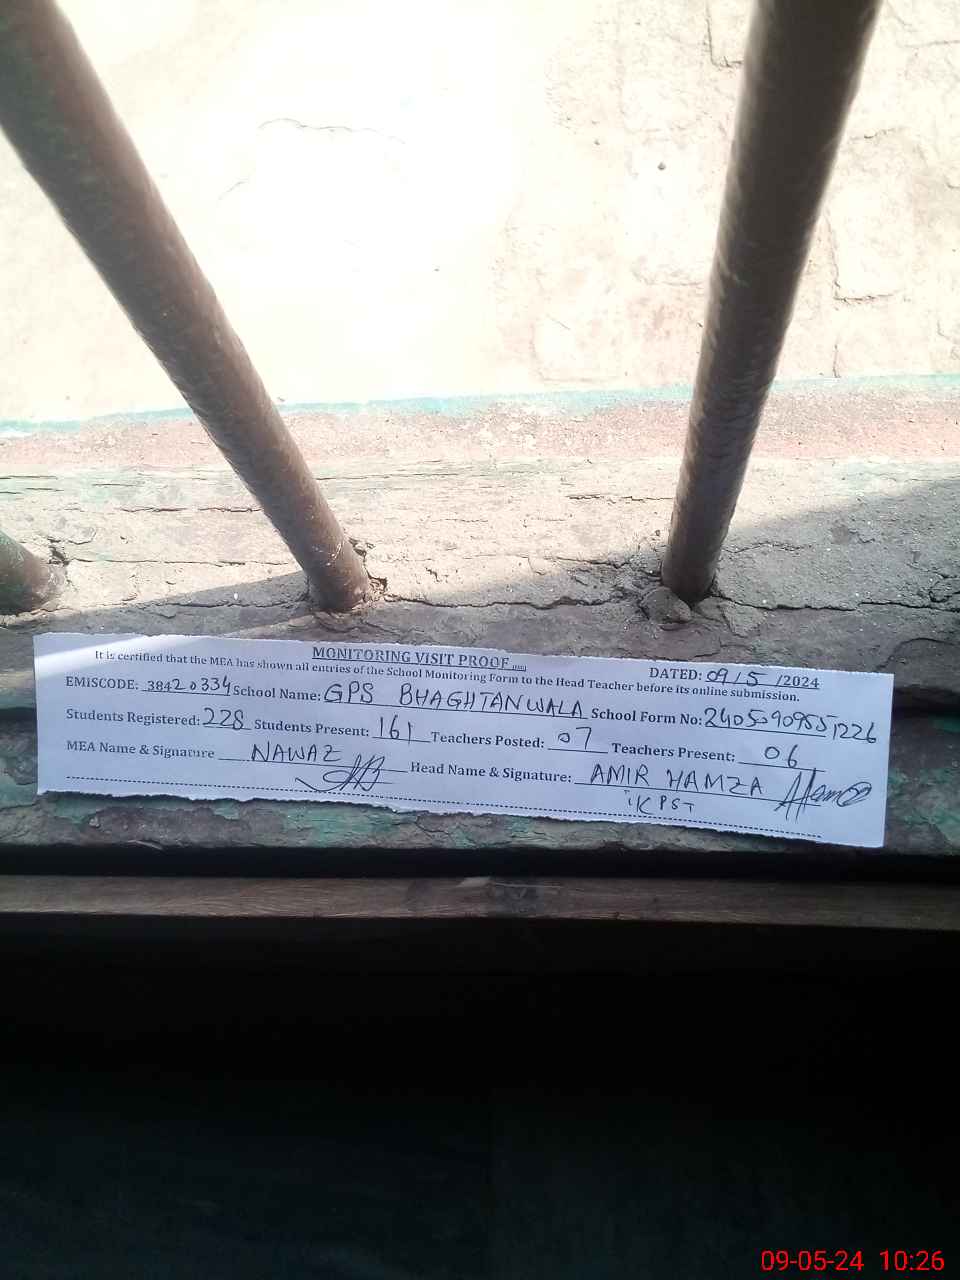 MONITORING VISIT PROOF
DATED: 09/5/2024
It is certified that the MEA has shown all entries of the School Monitoring Form to the Head Teacher before its online submission.
EMISCODE: 38420334 School Name: GPS BHAGHTANWALA School Form No: 24050909551226
Students Registered: 228 Students Present: 161 Teachers Posted: 07 Teachers Present: 06
MEA Name & Signature NAWAZ Head Name & Signature: AMIR HAMZA
PST
09-05-24 10:26